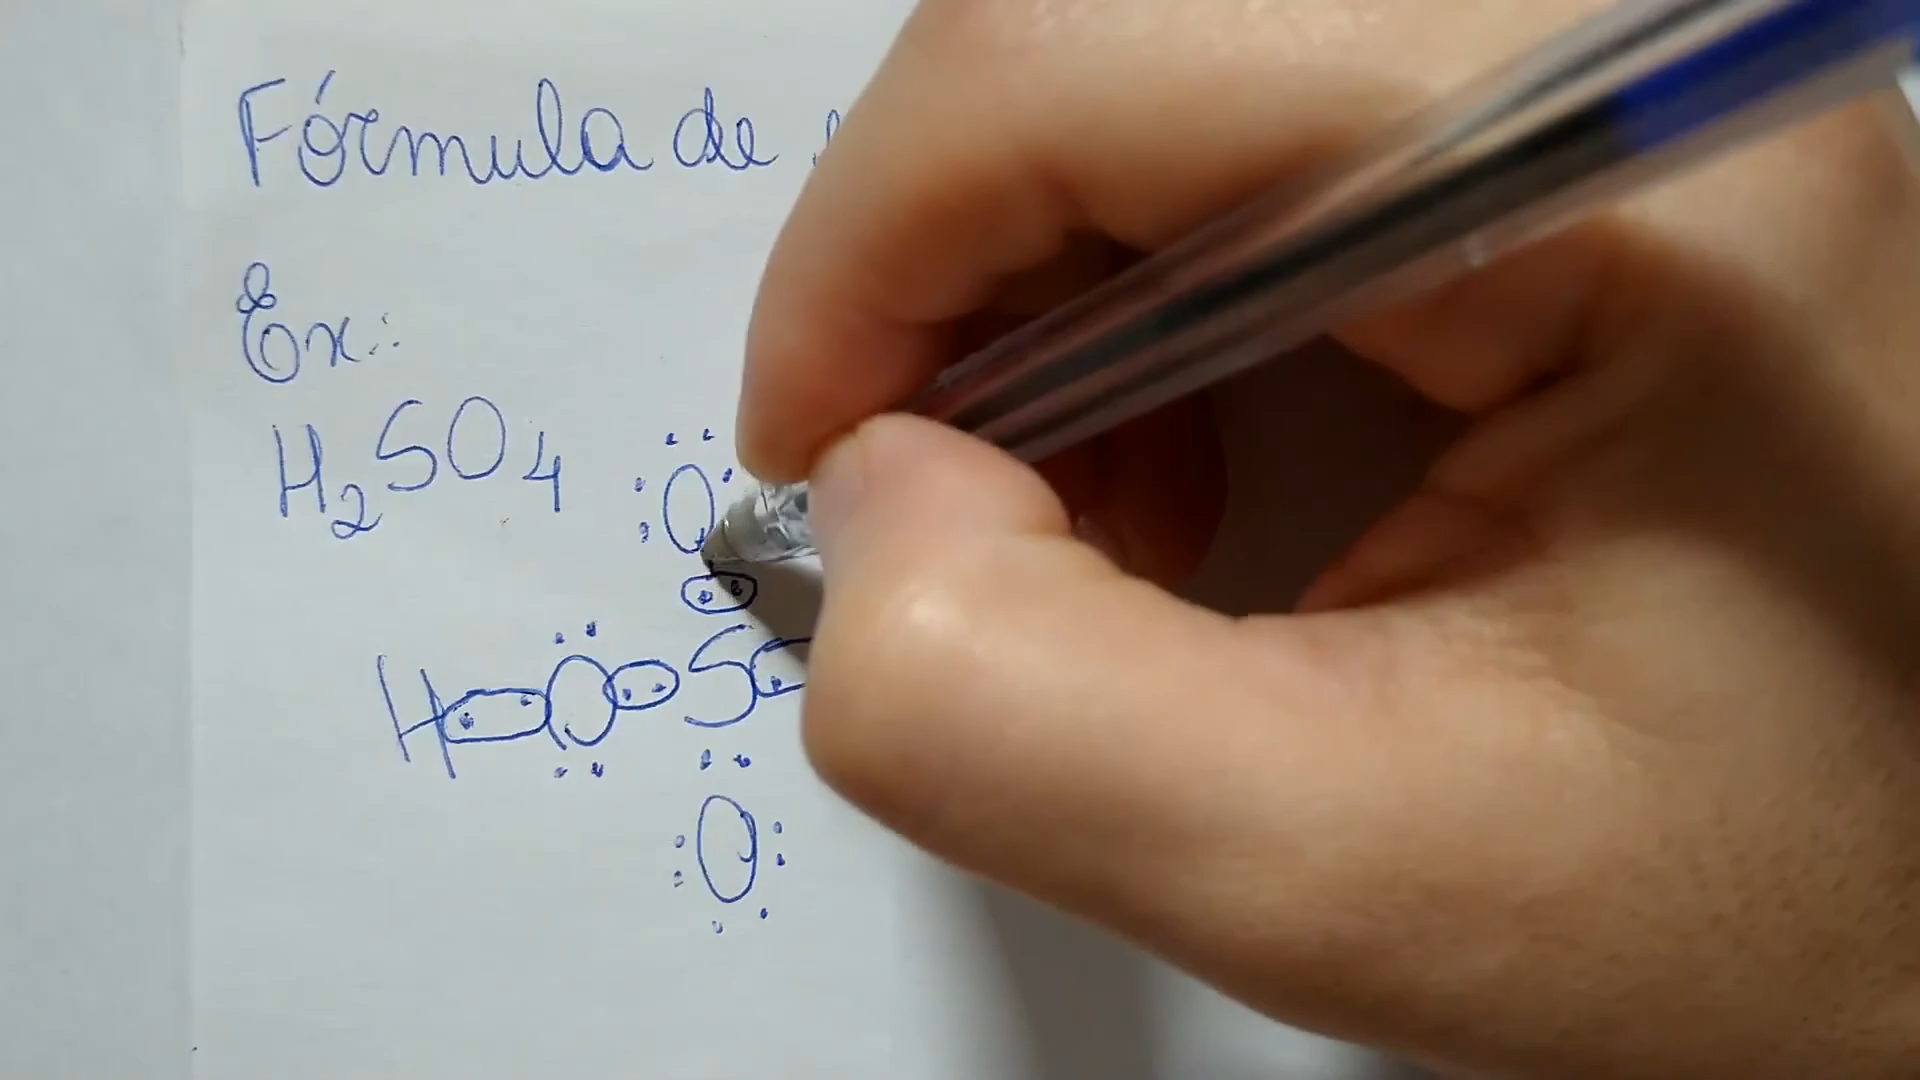 Fórmula de
Ex:
H2SO4
O
H O S
O